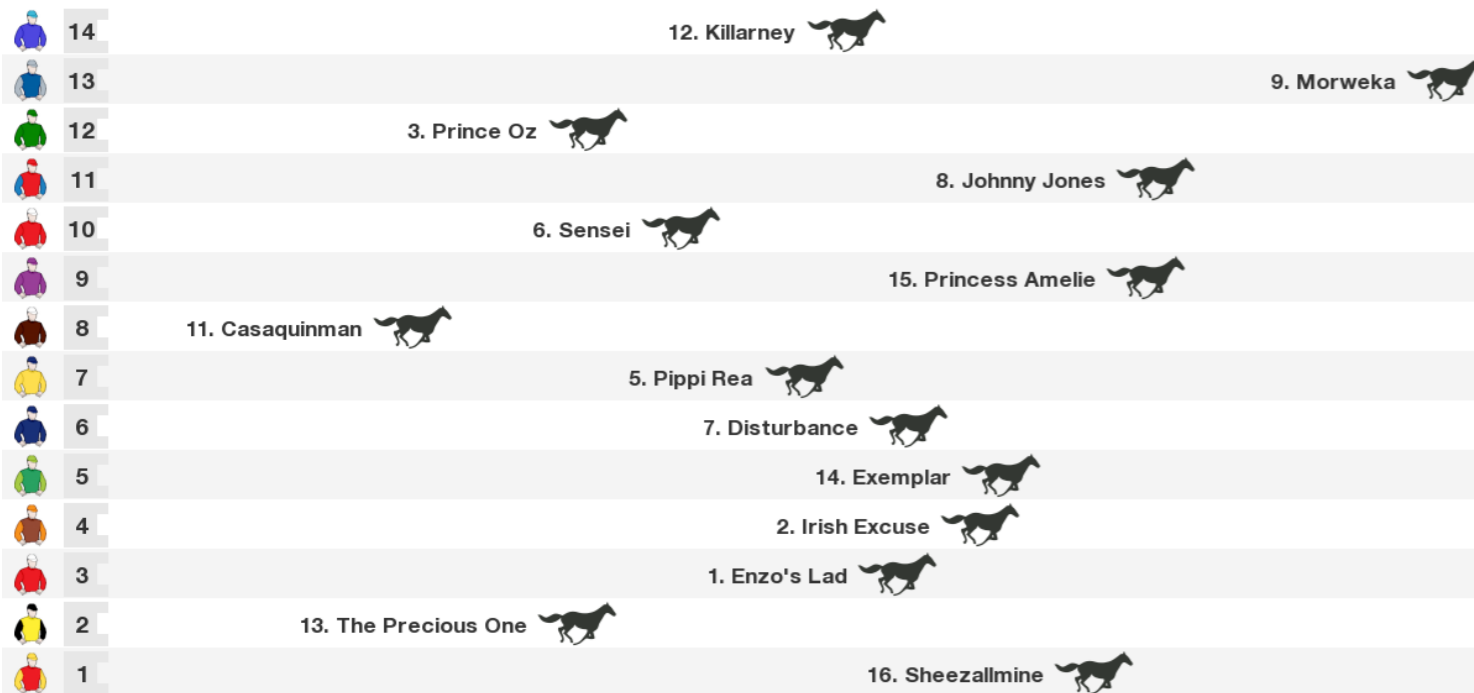 14 12. Killarney
13 9. Morweka
12 3. Prince Oz
11 8. Johnny Jones
10 6. Sensei
9 15. Princess Amelie
8 11. Casaquinman
7 5. Pippi Rea
6 7. Disturbance
5 14. Exemplar
4 2. Irish Excuse
3 1. Enzo's Lad
2 13. The Precious One
1 16. Sheezallmine